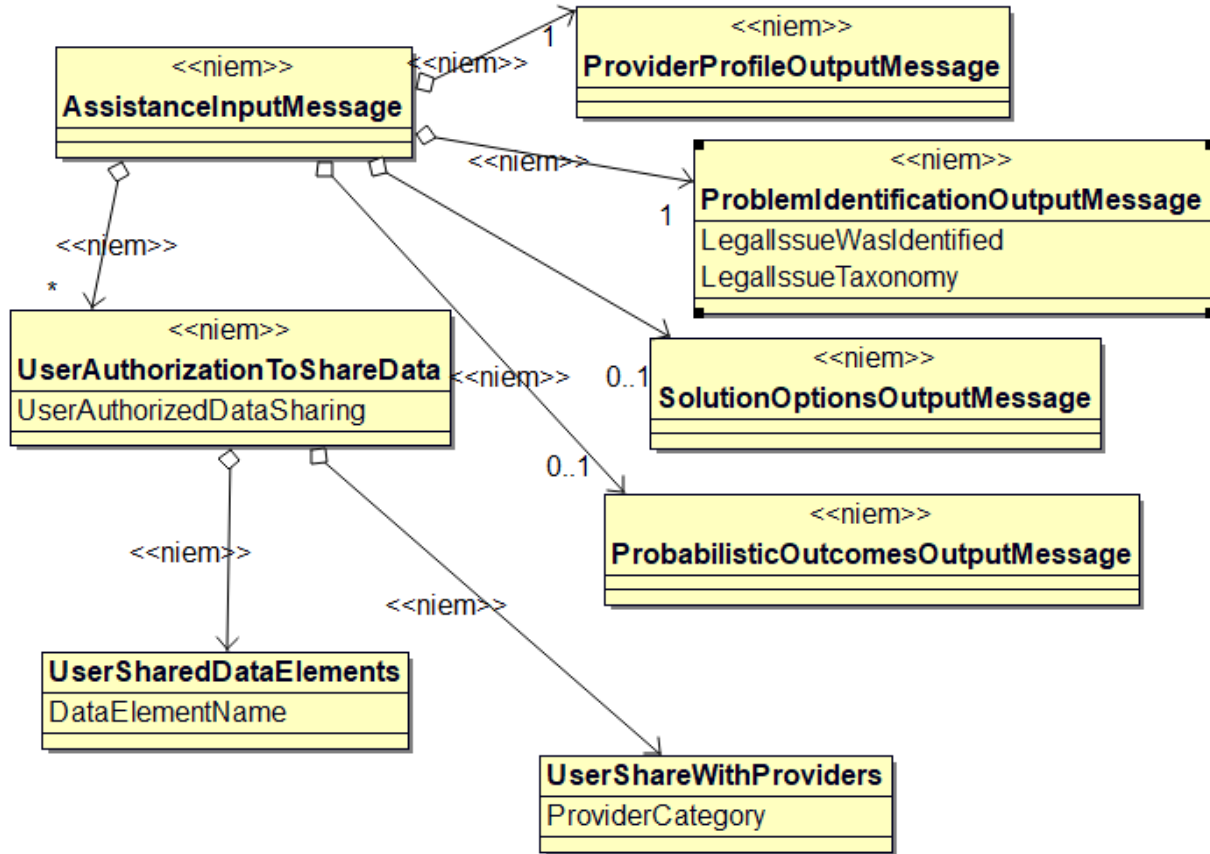 <<niem>>
AssistanceInputMessage
<<niem>>
1
<<niem>>
ProviderProfileOutputMessage
<<niem>>
1
<<niem>>
ProblemIdentificationOutputMessage
LegalIssueWasIdentified
LegalIssueTaxonomy
<<niem>>
*
<<niem>>
UserAuthorizationToShareData
UserAuthorizedDataSharing
<<niem>>
0..1
<<niem>>
SolutionOptionsOutputMessage
0..1
<<niem>>
ProbabilisticOutcomesOutputMessage
<<niem>>
<<niem>>
UserSharedDataElements
DataElementName
UserShareWithProviders
ProviderCategory